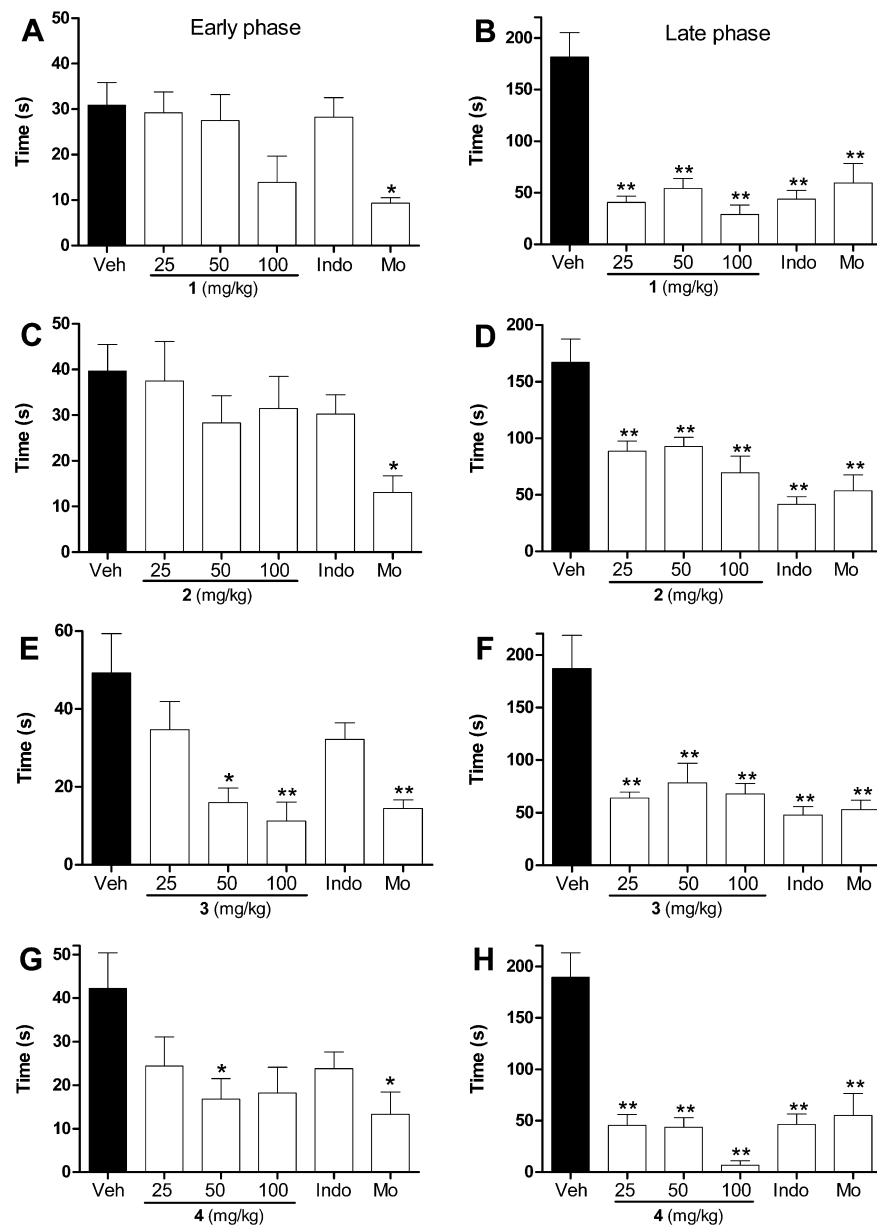 A
Early phase
Time (s)
40
30
20
10
0
**
Veh 25 50 100 Indo Mo
1 (mg/kg)
B
Late phase
Time (s)
200
150
100
50
0
** ** ** ** **
Veh 25 50 100 Indo Mo
1 (mg/kg)
C
Time (s)
50
40
30
20
10
0
*
Veh 25 50 100 Indo Mo
2 (mg/kg)
D
Time (s)
200
150
100
50
0
** ** ** ** **
Veh 25 50 100 Indo Mo
2 (mg/kg)
E
Time (s)
60
40
20
0
* ** **
Veh 25 50 100 Indo Mo
3 (mg/kg)
F
Time (s)
200
150
100
50
0
** ** ** ** **
Veh 25 50 100 Indo Mo
3 (mg/kg)
G
Time (s)
50
40
30
20
10
0
* *
Veh 25 50 100 Indo Mo
4 (mg/kg)
H
Time (s)
200
150
100
50
0
** ** ** ** **
Veh 25 50 100 Indo Mo
4 (mg/kg)